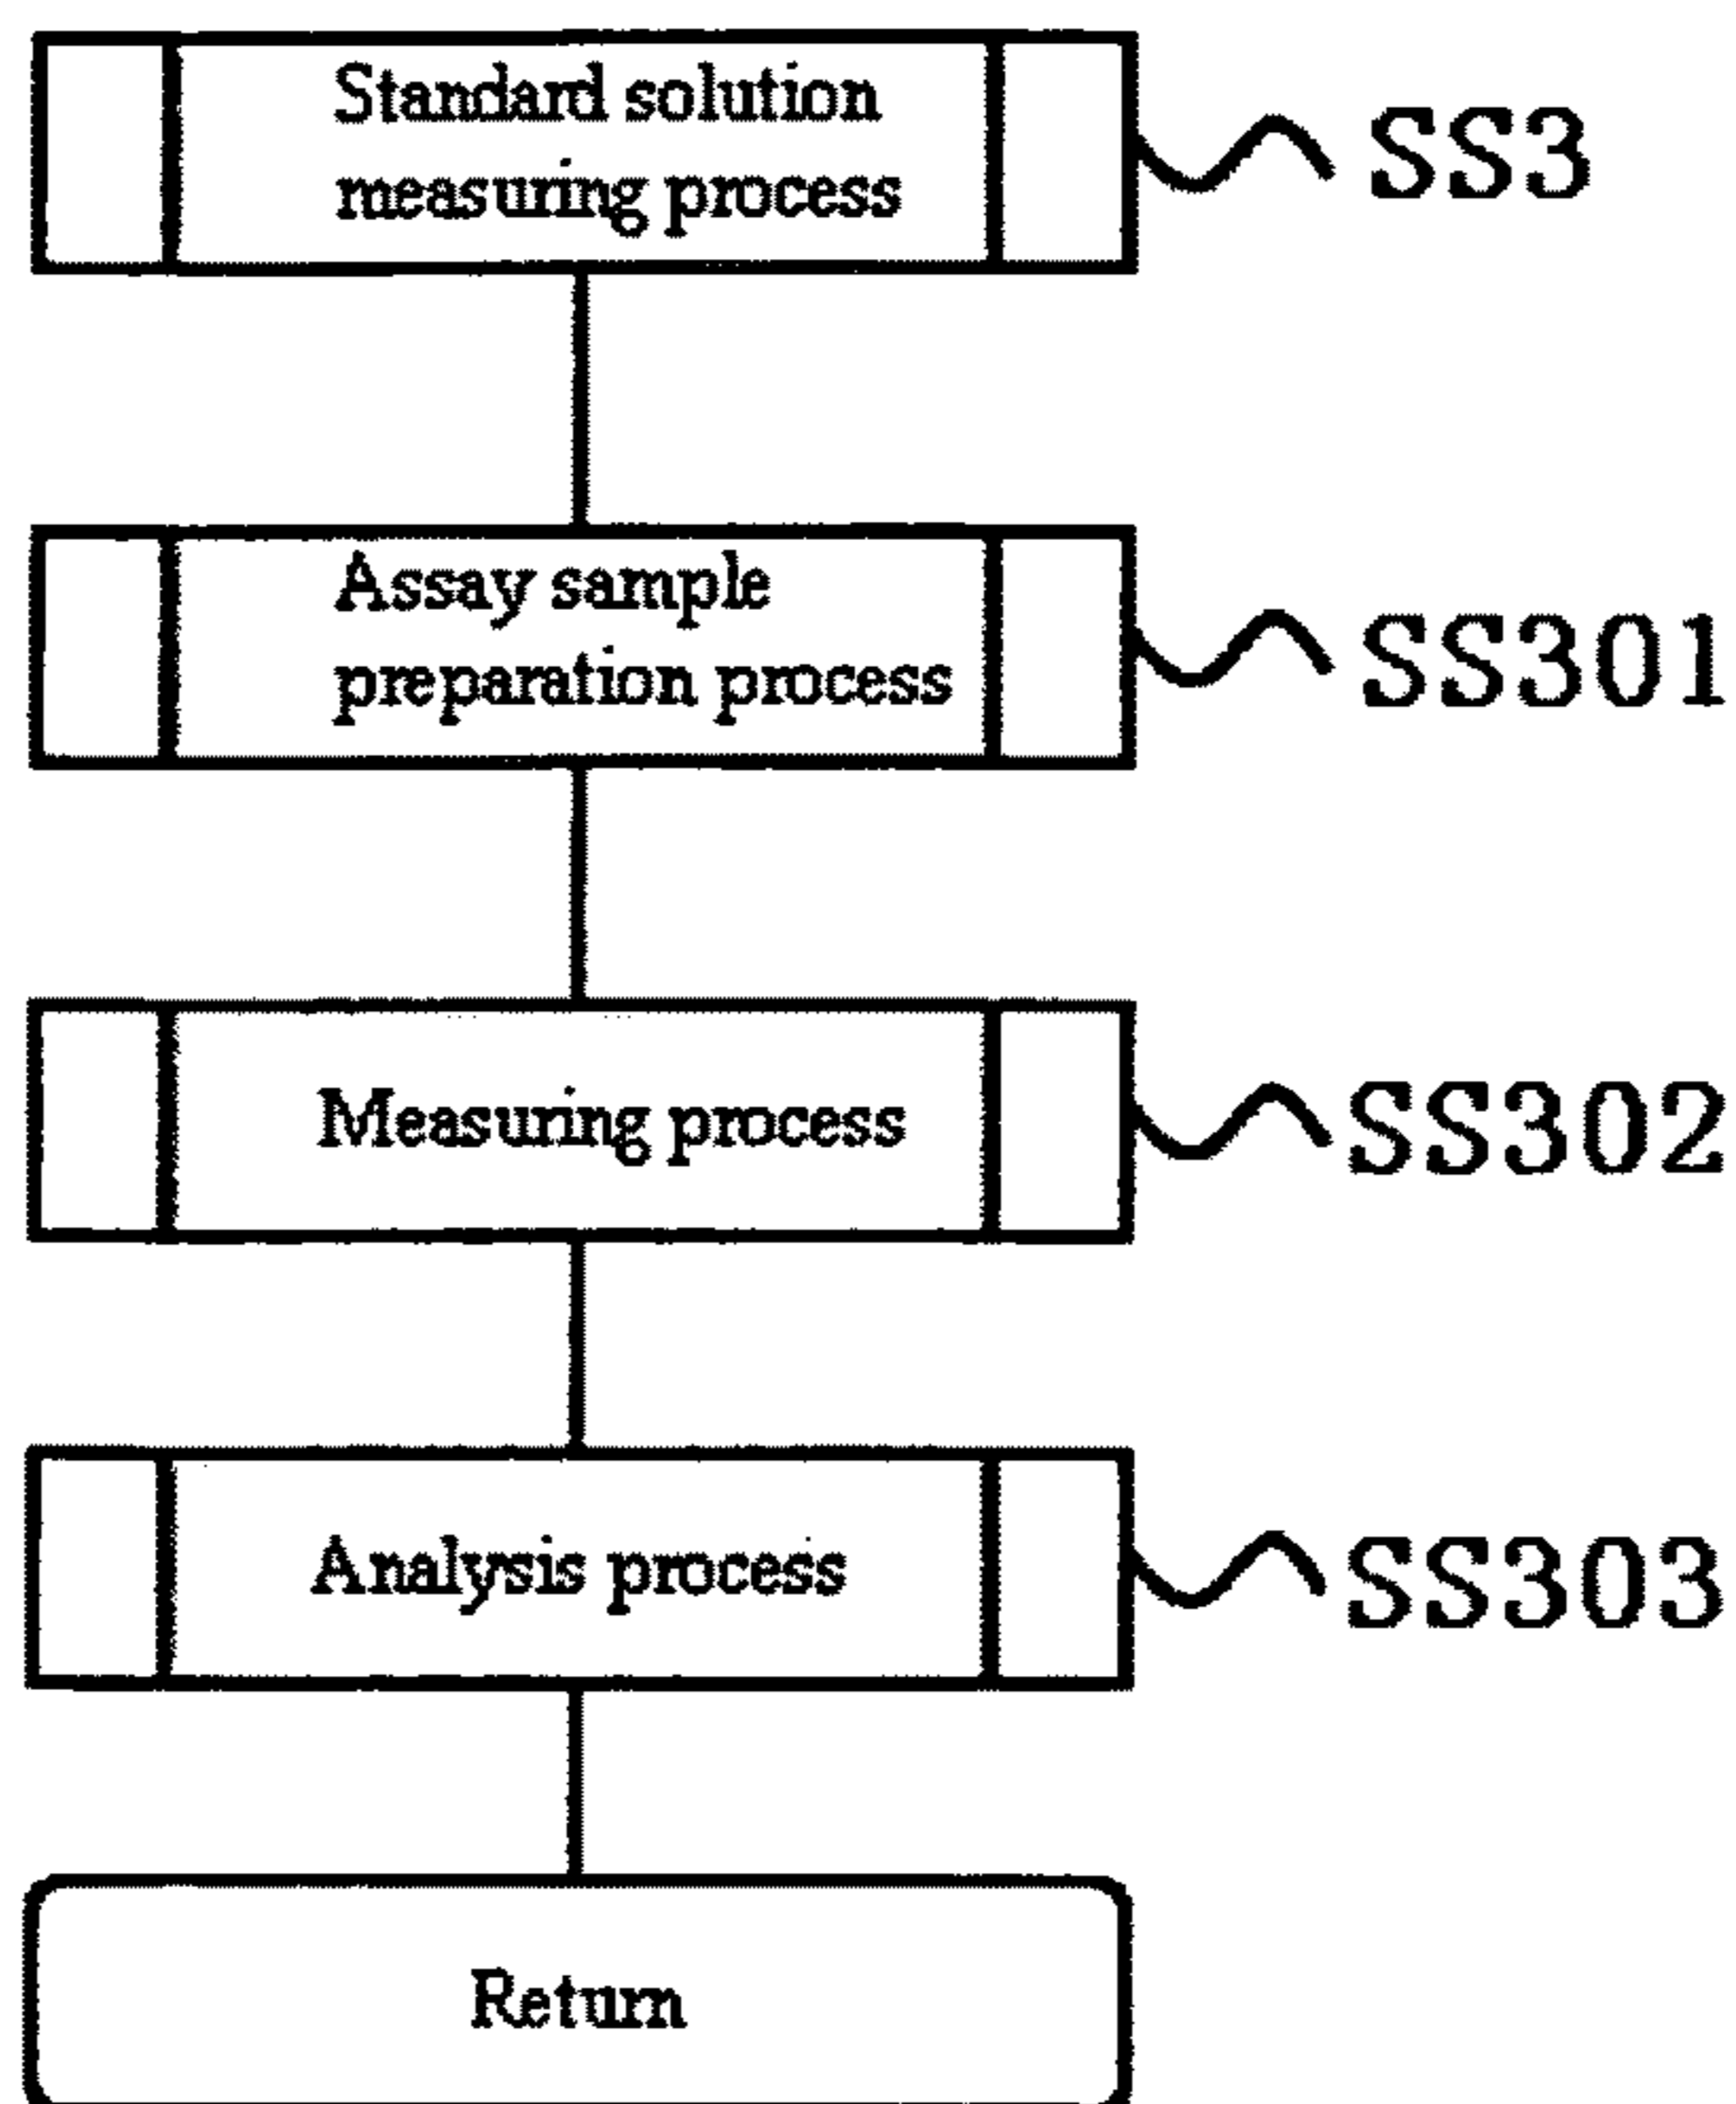 Standard solution
measuring process
SS3
Assay sample
preparation process
SS301
Measuring process
SS302
Analysis process
SS303
Return